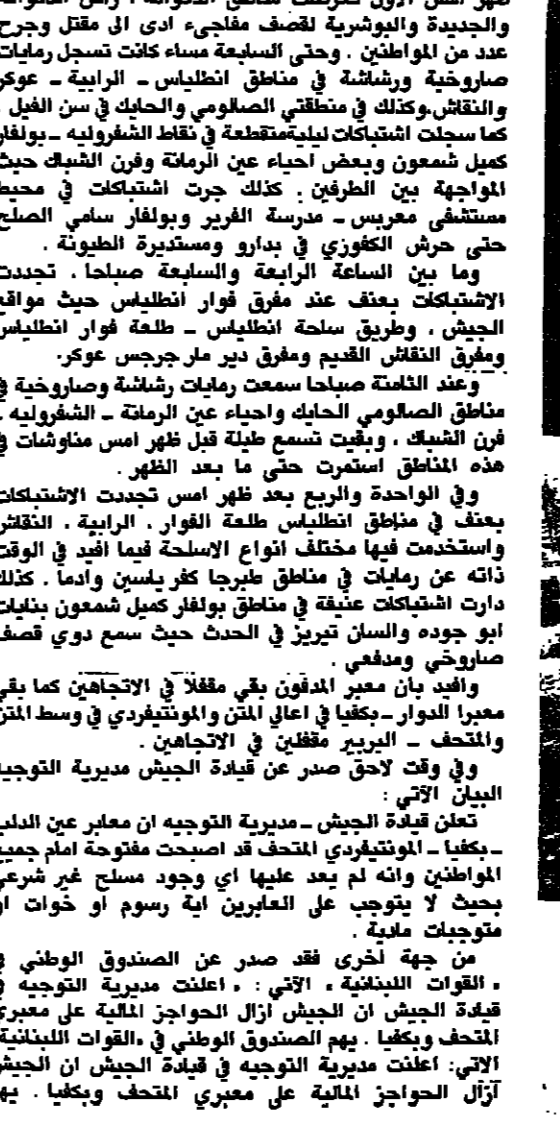 والجديدة والبوشرية لقصف مفاجيء ادى الى مقتل وجرح
عدد من المواطنين . وحتى السابعة مساء كانت تسجل رمايات
صاروخية ورشاشة في مناطق انطلياس – الرابية – عوكر
والنقاش.وكذلك في منطقتي الصالومي والحايك في سن الفيل .
كما سجلت اشتباكات ليلية متقطعة في نقاط الشفروليه – بولفار
كميل شمعون وبعض احياء عين الرمانة وفرن الشباك حيث
المواجهة بين الطرفين . كذلك جرت اشتباكات في محيط
مستشفى معربس – مدرسة الفرير وبولفار سامي الصلح
حتى حرش الكفوري في بدارو ومستديرة الطيونة .
وما بين الساعة الرابعة والسابعة صباحا ، تجددت
الاشتباكات بعنف عند مفرق فوار انطلياس حيث مواقع
الجيش ، وطريق ساحة انطلياس – طلعة فوار انطلياس
ومفرق النقاش القديم ومفرق دير مار جرجس عوكر.
وعند الثامنة صباحا سمعت رمايات رشاشة وصاروخية في
مناطق الصالومي الحايك واحياء عين الرمانة – الشفروليه .
فرن الشباك ، وبقيت تسمع طيلة قبل ظهر امس مناوشات في
هذه المناطق استمرت حتى ما بعد الظهر .
وفي الواحدة والربع بعد ظهر امس تجددت الاشتباكات
بعنف في مناطق انطلياس طلعة الفوار ، الرابية ، النقاش
واستخدمت فيها مختلف انواع الاسلحة فيما افيد في الوقت
ذاته عن رمايات في مناطق طبرجا كفر ياسين وادما . كذلك
دارت اشتباكات عنيفة في مناطق بولفار كميل شمعون بنايات
ابو جوده والسان تيريز في الحدث حيث سمع دوي قصف
صاروخي ومدفعي .
وافيد بأن معبر المدفون بقي مقفلا في الاتجاهين كما بقي
معبرا الدوار – بكفيا في اعالي المتن والمونتيفردي في وسط المتن
والمتحف – البربير مقفلين في الاتجاهين .
وفي وقت لاحق صدر عن قيادة الجيش مديرية التوجيه
البيان الآتي :
تعلن قيادة الجيش – مديرية التوجيه ان معابر عين الدلب
– بكفيا – المونتيفردي المتحف قد اصبحت مفتوحة امام جميع
المواطنين وانه لم يعد عليها اي وجود مسلح غير شرعي
بحيث لا يتوجب على العابرين اية رسوم او خوات او
متوجبات مادية .
من جهة اخرى فقد صدر عن الصندوق الوطني في
« القوات اللبنانية » الآتي : « اعلنت مديرية التوجيه في
قيادة الجيش ان الجيش ازال الحواجز المالية على معبري
المتحف وبكفيا . يهم الصندوق الوطني في «القوات اللبنانية»
الآتي: اعلنت مديرية التوجيه في قيادة الجيش ان الجيش
أزال الحواجز المالية على معبري المتحف وبكفيا . يهم